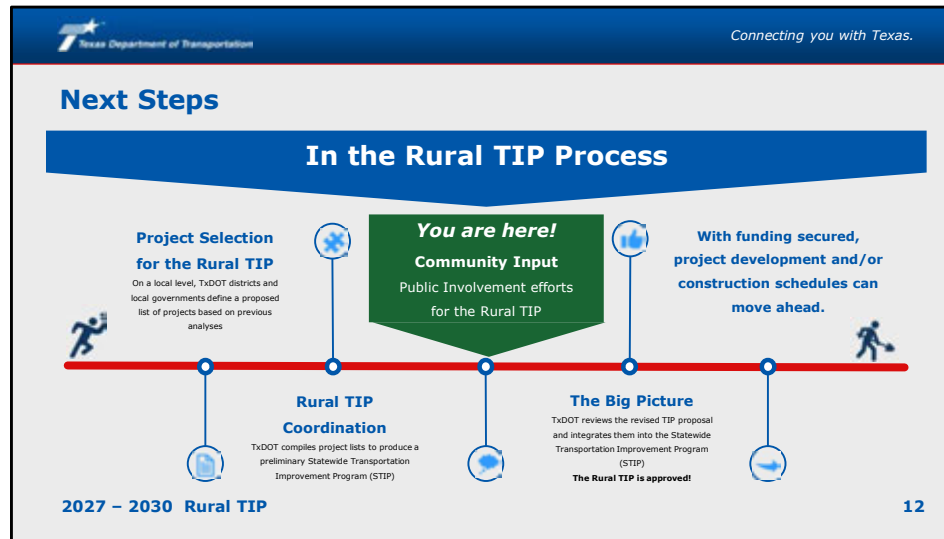 Texas Department of Transportation
Connecting you with Texas.
Next Steps
In the Rural TIP Process
Project Selection
for the Rural TIP
On a local level, TxDOT districts and
local governments define a proposed
list of projects based on previous
analyses
Rural TIP
Coordination
TxDOT compiles project lists to produce a
preliminary Statewide Transportation
Improvement Program (STIP)
You are here!
Community Input
Public Involvement efforts
for the Rural TIP
The Big Picture
TxDOT reviews the revised TIP proposal
and integrates them into the Statewide
Transportation Improvement Program
(STIP)
The Rural TIP is approved!
With funding secured,
project development and/or
construction schedules can
move ahead.
2027 – 2030 Rural TIP
12